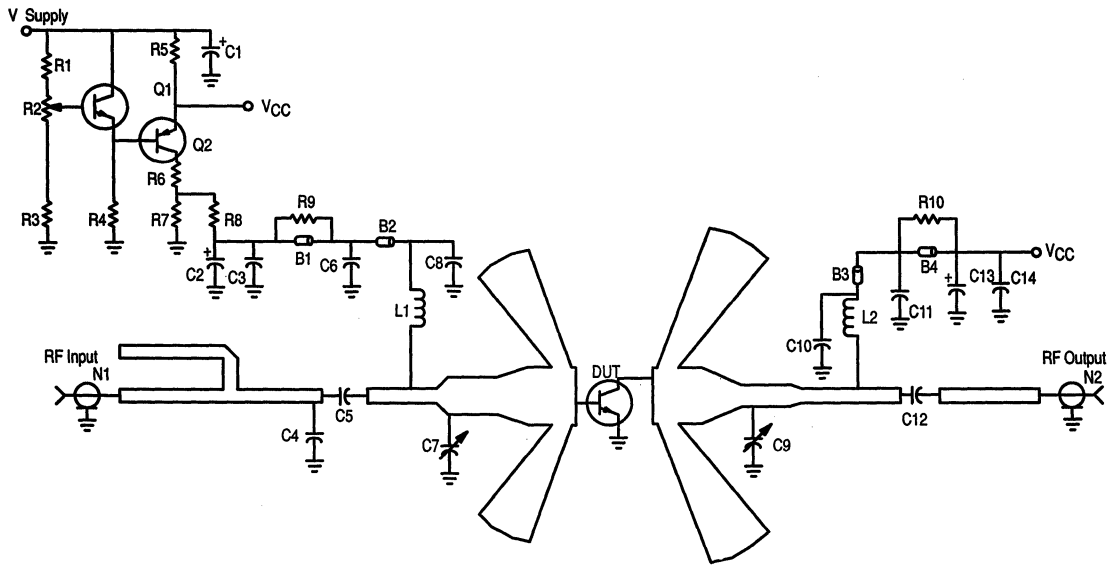 V Supply
R1
R5
C1
Q1
R2
VCC
Q2
R6
R3
R4
R7
R8
R9
B2
R10
B1
C2
C3
C6
C8
B3
B4
VCC
L1
C11
C13
C14
L2
C10
RF Input
N1
DUT
RF Output
N2
C5
C12
C4
C7
C9